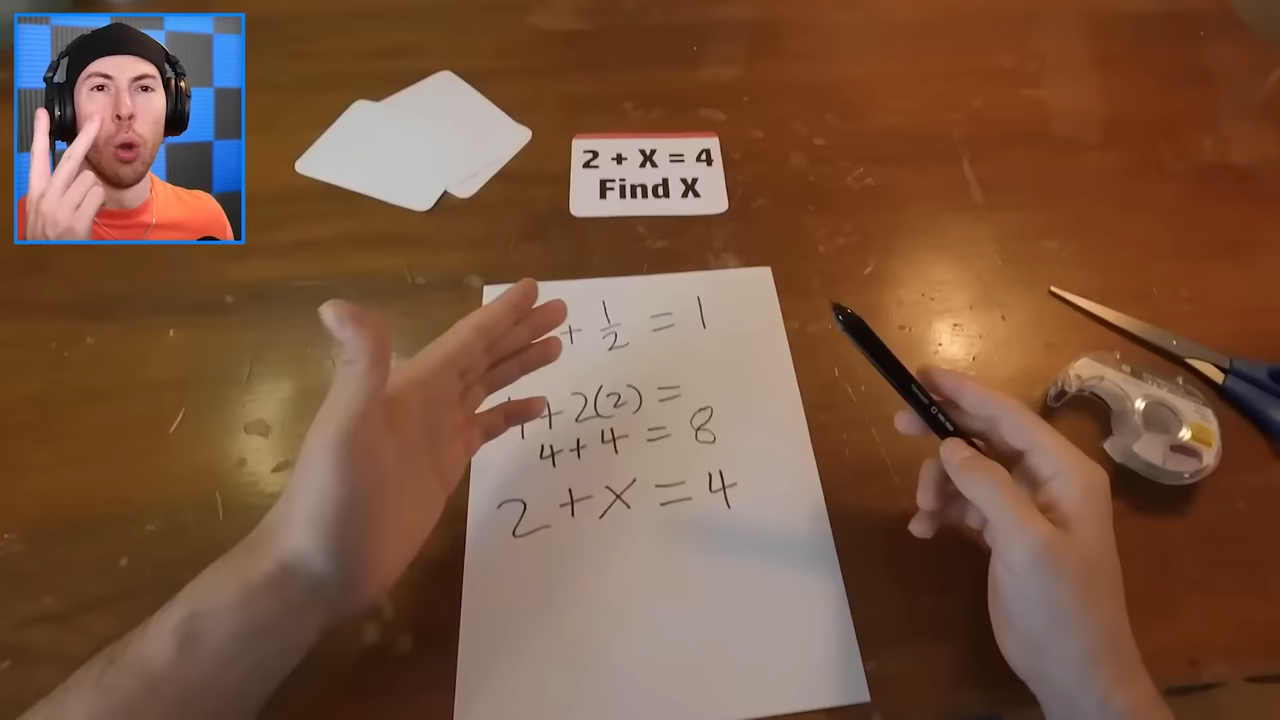 2 + X = 4
Find X
+ 1/2 = 1
+ 2(2) =
4 + 4 = 8
2 + x = 4